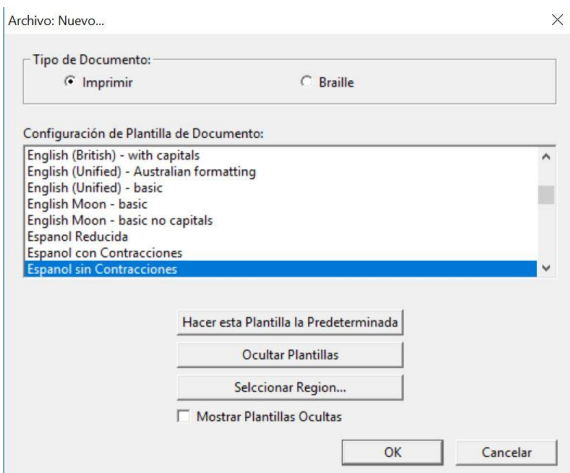 Archivo: Nuevo...
Tipo de Documento:
Imprimir
Braille
Configuración de Plantilla de Documento:
English (British) - with capitals
English (Unified) - Australian formatting
English (Unified) - basic
English Moon - basic
English Moon - basic no capitals
Espanol Reducida
Espanol con Contracciones
Espanol sin Contracciones
Hacer esta Plantilla la Predeterminada
Ocultar Plantillas
Selccionar Region...
Mostrar Plantillas Ocultas
OK
Cancelar